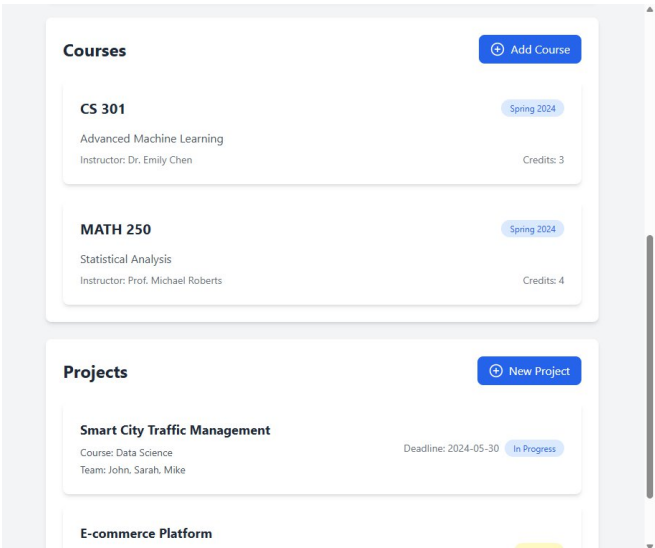 Courses
Add Course
CS 301
Spring 2024
Advanced Machine Learning
Instructor: Dr. Emily Chen
Credits: 3
MATH 250
Spring 2024
Statistical Analysis
Instructor: Prof. Michael Roberts
Credits: 4
Projects
New Project
Smart City Traffic Management
Course: Data Science
Deadline: 2024-05-30
In Progress
Team: John, Sarah, Mike
E-commerce Platform